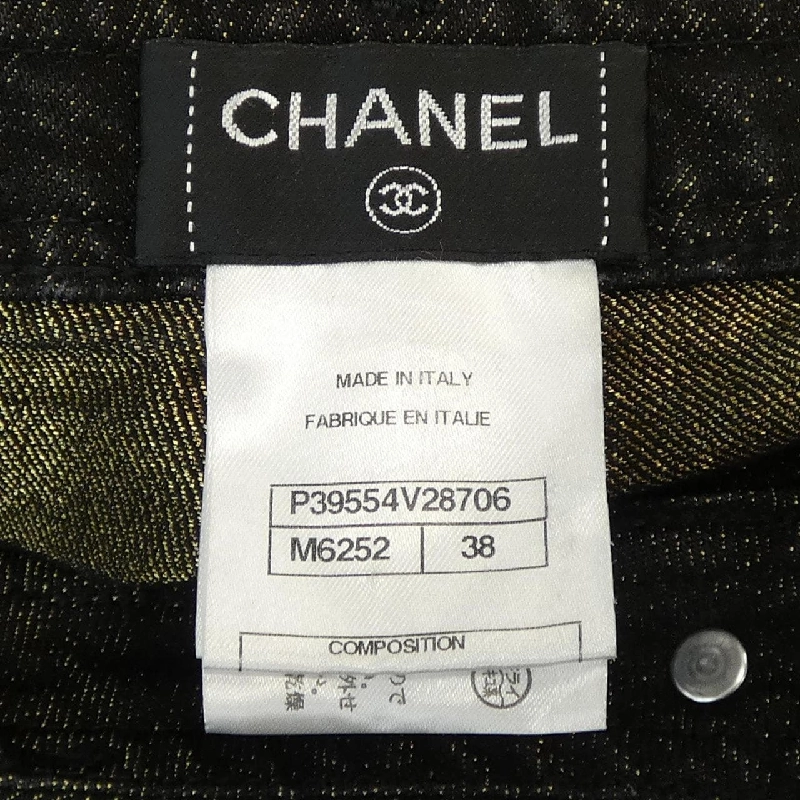 CHANEL
MADE IN ITALY
FABRIQUE EN ITALIE
P39554V28706
M6252 38
COMPOSITION